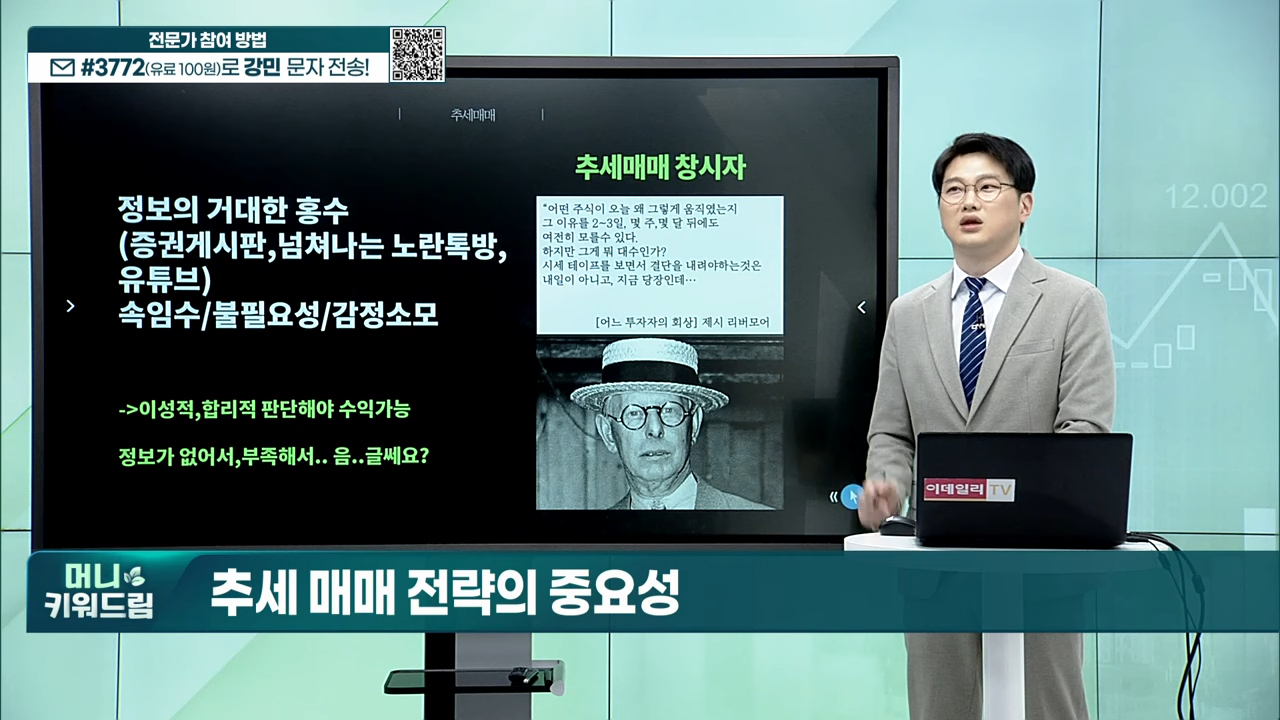 전문가 참여 방법
#3772(유료 100원)로 강민 문자 전송!
추세매매
추세매매 창시자
정보의 거대한 홍수
(증권게시판,넘쳐나는 노란톡방,
유튜브)
속임수/불필요성/감정소모
->이성적,합리적 판단해야 수익가능
정보가 없어서,부족해서.. 음..글쎄요?
"어떤 주식이 오늘 왜 그렇게 움직였는지
그 이유를 2~3일, 몇 주,몇 달 뒤에도
여전히 모를수 있다.
하지만 그게 뭐 대수인가?
시세 테이프를 보면서 결단을 내려야하는것은
내일이 아니고, 지금 당장인데…
[어느 투자자의 회상] 제시 리버모어
12.002
이데일리 TV
머니
키워드림
추세 매매 전략의 중요성